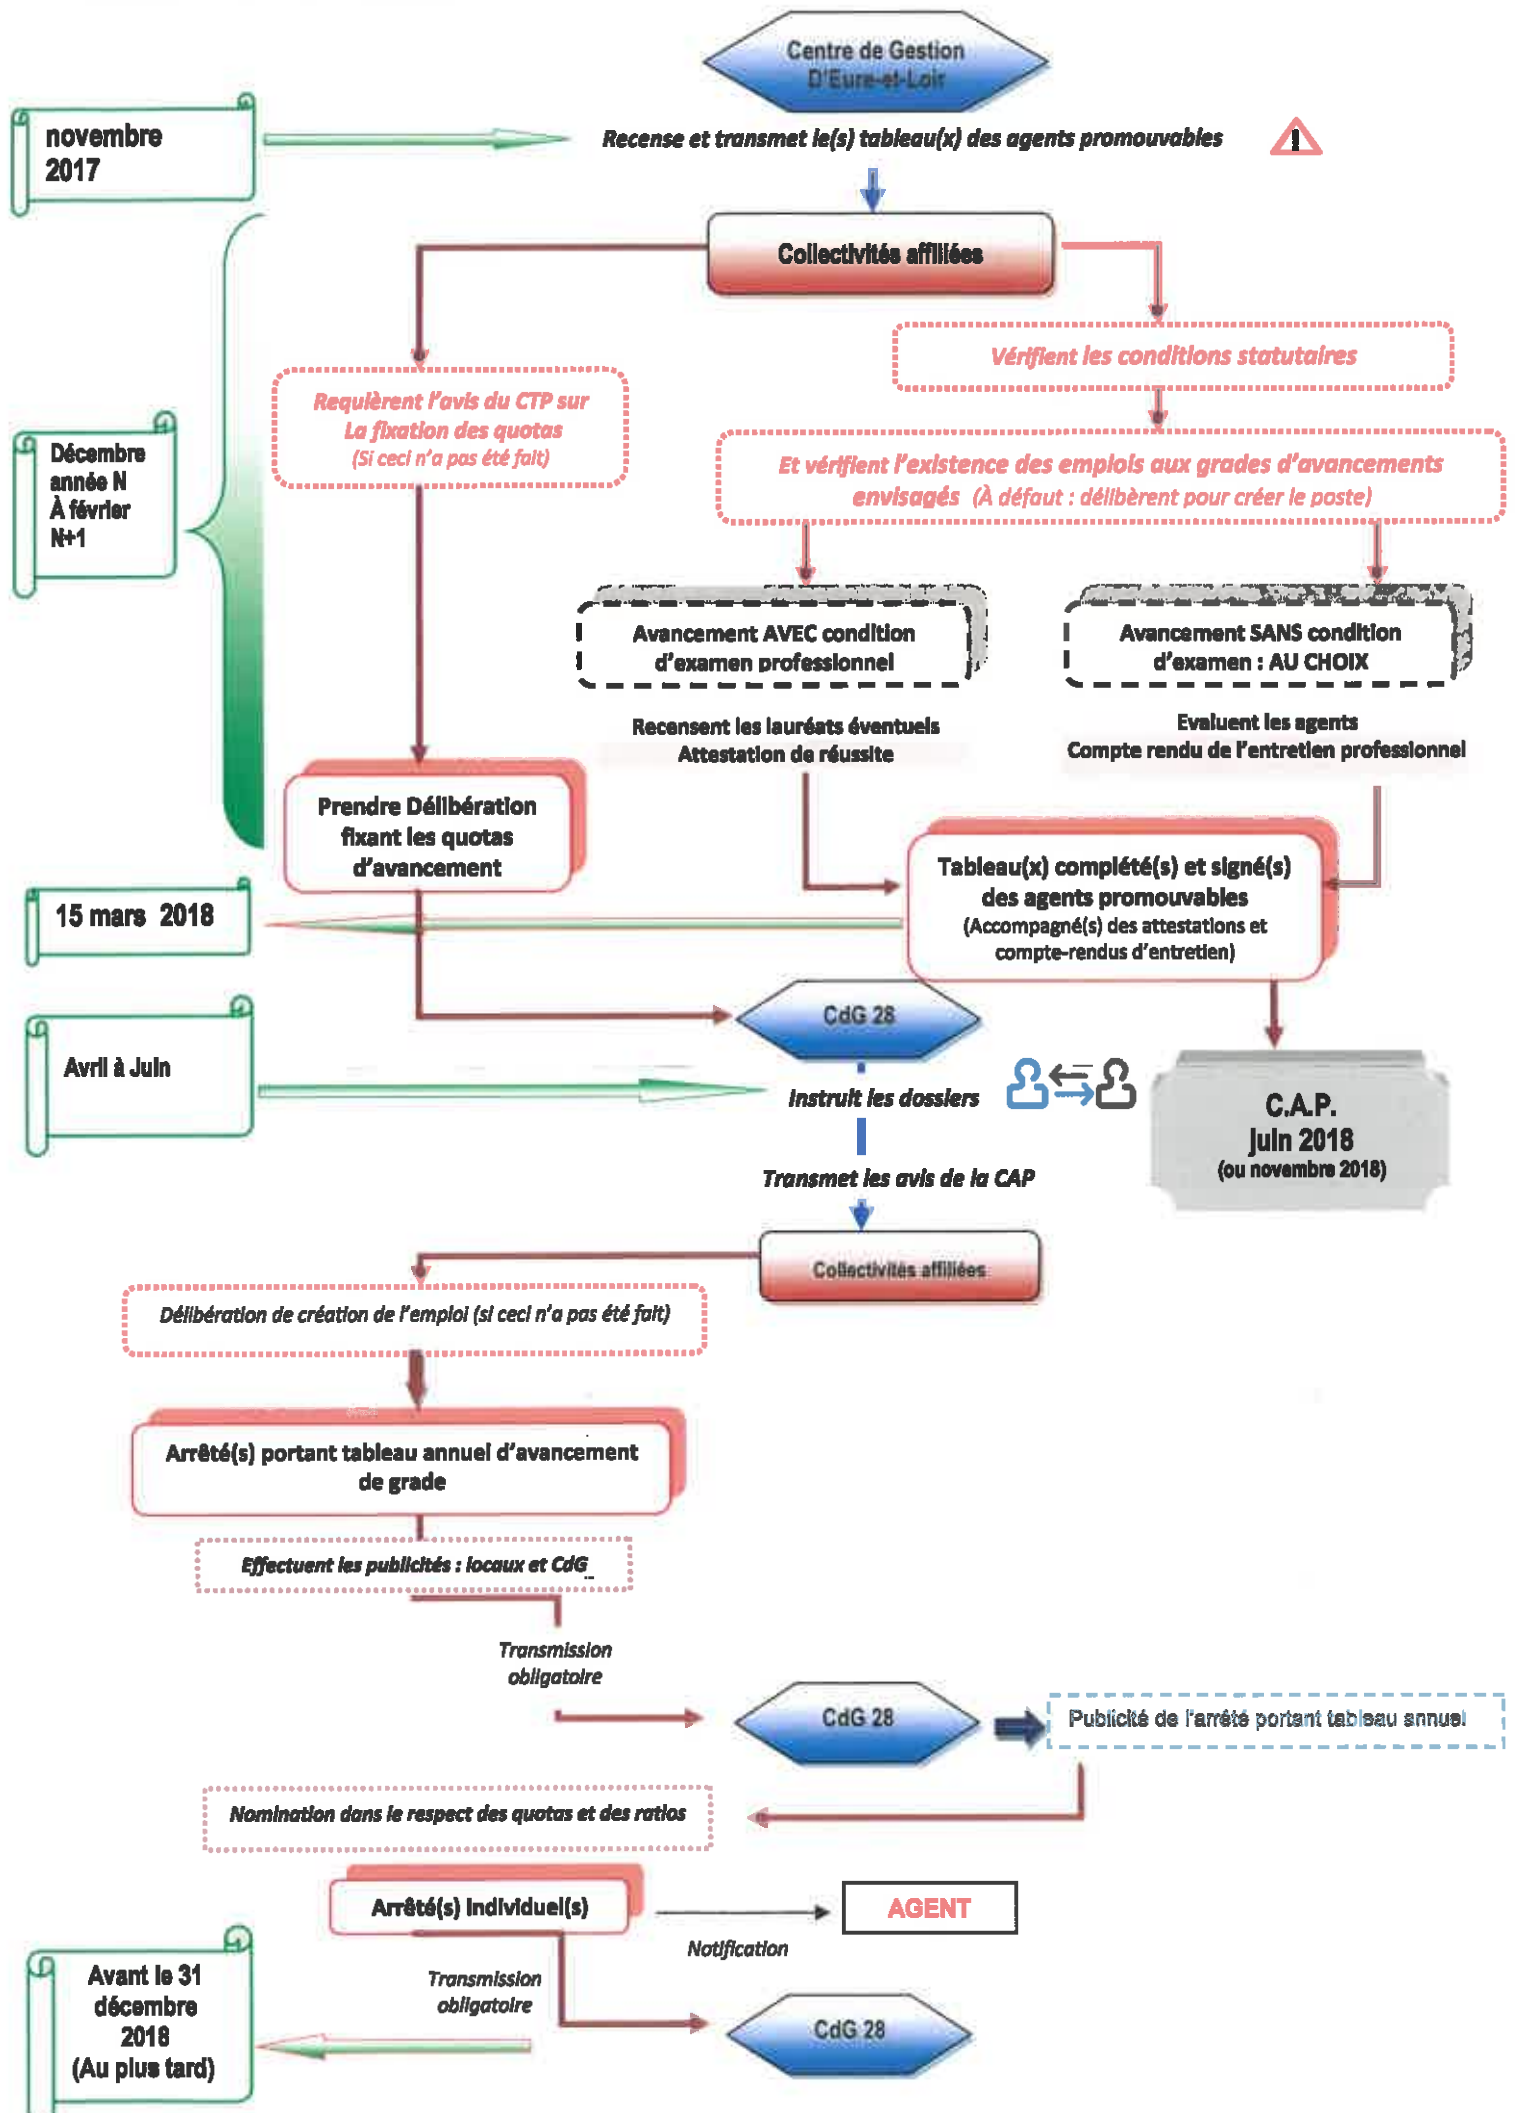 Centre de Gestion
D'Eure-et-Loir
novembre
2017
Recense et transmet le(s) tableau(x) des agents promouvables
Collectivités affiliées
Vérifient les conditions statutaires
Requièrent l'avis du CTP sur
La fixation des quotas
(Si ceci n'a pas été fait)
Et vérifient l'existence des emplois aux grades d'avancements
envisagés (À défaut : délibèrent pour créer le poste)
Décembre
année N
À février
N+1
Avancement AVEC condition
d'examen professionnel
Avancement SANS condition
d'examen : AU CHOIX
Recensent les lauréats éventuels
Attestation de réussite
Evaluent les agents
Compte rendu de l'entretien professionnel
Prendre Délibération
fixant les quotas
d'avancement
Tableau(x) complété(s) et signé(s)
des agents promouvables
(Accompagné(s) des attestations et
compte-rendus d'entretien)
15 mars 2018
CdG 28
Avril à Juin
Instruit les dossiers
C.A.P.
juin 2018
(ou novembre 2018)
Transmet les avis de la CAP
Collectivités affiliées
Délibération de création de l'emploi (si ceci n'a pas été fait)
Arrêté(s) portant tableau annuel d'avancement
de grade
Effectuent les publicités : locaux et CdG
Transmission
obligatoire
CdG 28
Publicité de l'arrêté portant tableau annuel
Nomination dans le respect des quotas et des ratios
Arrêté(s) Individuel(s)
AGENT
Notification
Transmission
obligatoire
CdG 28
Avant le 31
décembre
2018
(Au plus tard)